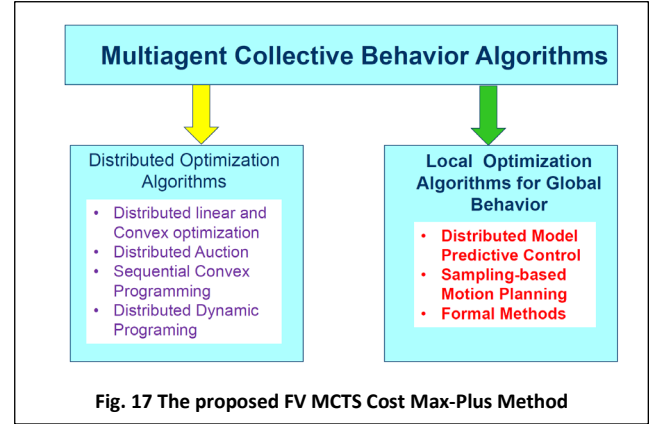 Multiagent Collective Behavior Algorithms
Distributed Optimization
Algorithms
• Distributed linear and
Convex optimization
• Distributed Auction
• Sequential Convex
Programming
• Distributed Dynamic
Programing
Local Optimization
Algorithms for Global
Behavior
• Distributed Model
Predictive Control
• Sampling-based
Motion Planning
• Formal Methods
Fig. 17 The proposed FV MCTS Cost Max-Plus Method